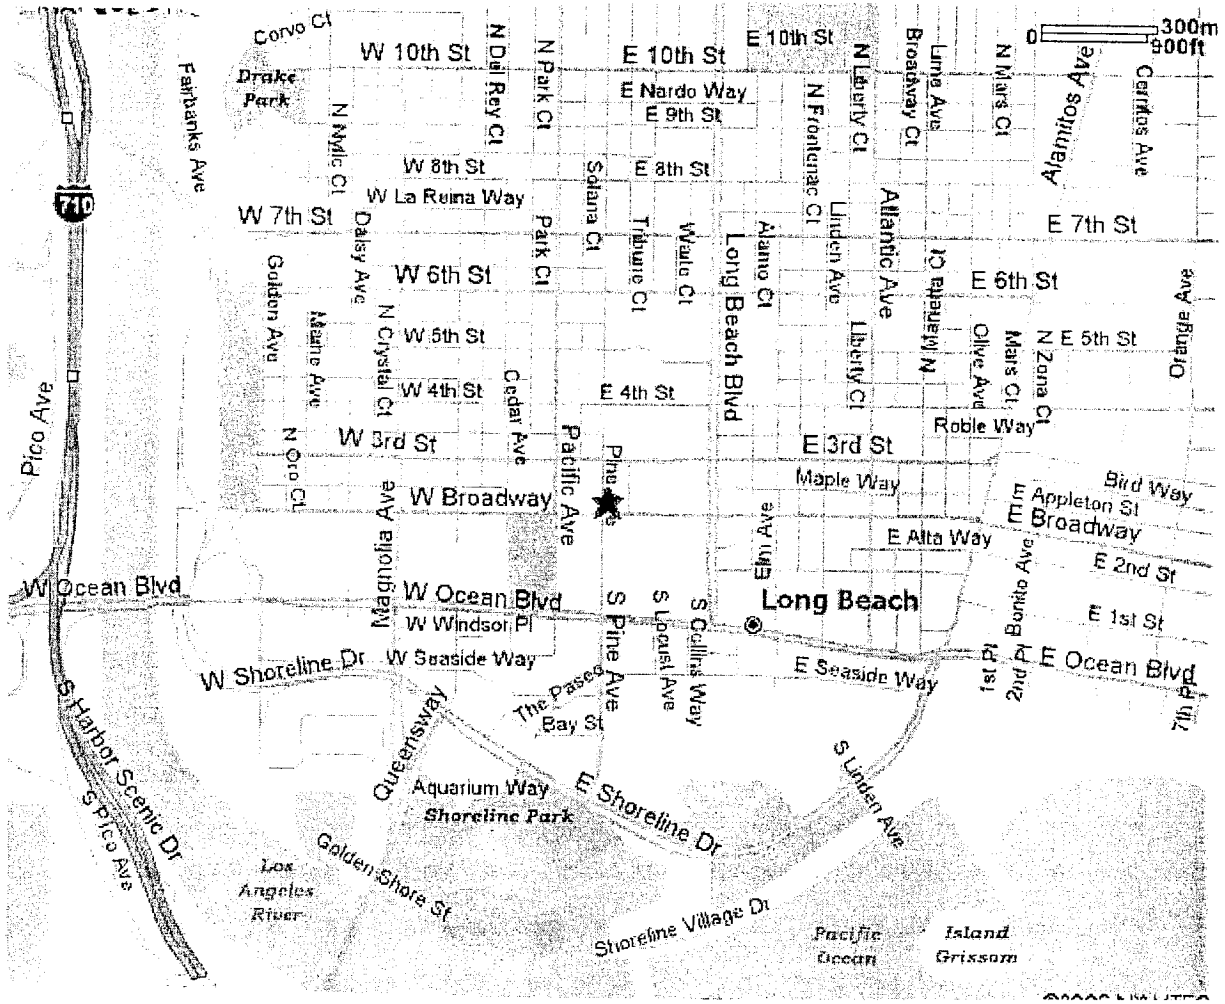 Corvo Ct
W 10th St
N Del Rey Ct
N Park Ct
E 10th St
E 10th St
N Liberty Ct
Broadway Ct
Lime Ave
N Mars Ct
0
300m
900ft
Alamitos Ave
Cerritos Ave
Fairbanks Ave
Drake
Park
E Nardo Way
E 9th St
N Frontenac Ct
N Nylic Ct
W 8th St
W La Reina Way
Solana Ct
E 8th St
710
W 7th St
Daisy Ave
Park Ct
Tribune Ct
Waite Ct
Long Beach Blvd
Alamo Ct
Linden Ave
Atlantic Ave
E 7th St
Golden Ave
W 6th St
E 6th St
Orange Ave
Maine Ave
N Crystal Ct
W 5th St
Liberty Ct
Olive Ave
Mars Ct
N Zona Ct
E 5th St
Pico Ave
W 4th St
Cedar Ave
E 4th St
Roble Way
N Oro Ct
W 3rd St
Pacific Ave
Pine
E 3rd St
Maple Way
Bird Way
Appleton St
Magnolia Ave
W Broadway
Elm Ave
Elm
E Broadway
E Alta Way
E 2nd St
W Ocean Blvd
W Ocean Blvd
W Windsor Pl
S Pine Ave
S Locust Ave
S Collins Way
Long Beach
Bonito Ave
E 1st St
W Shoreline Dr
W Seaside Way
E Seaside Way
1st Pl
2nd Pl
E Ocean Blvd
7th Pl
The Paseo
Bay St
S Harbor Scenic Dr
S Pico Ave
Queensway
Aquarium Way
Shoreline Park
E Shoreline Dr
S Linden Ave
Los
Angeles
River
Golden Shore St
Shoreline Village Dr
Pacific
Ocean
Island
Grissom